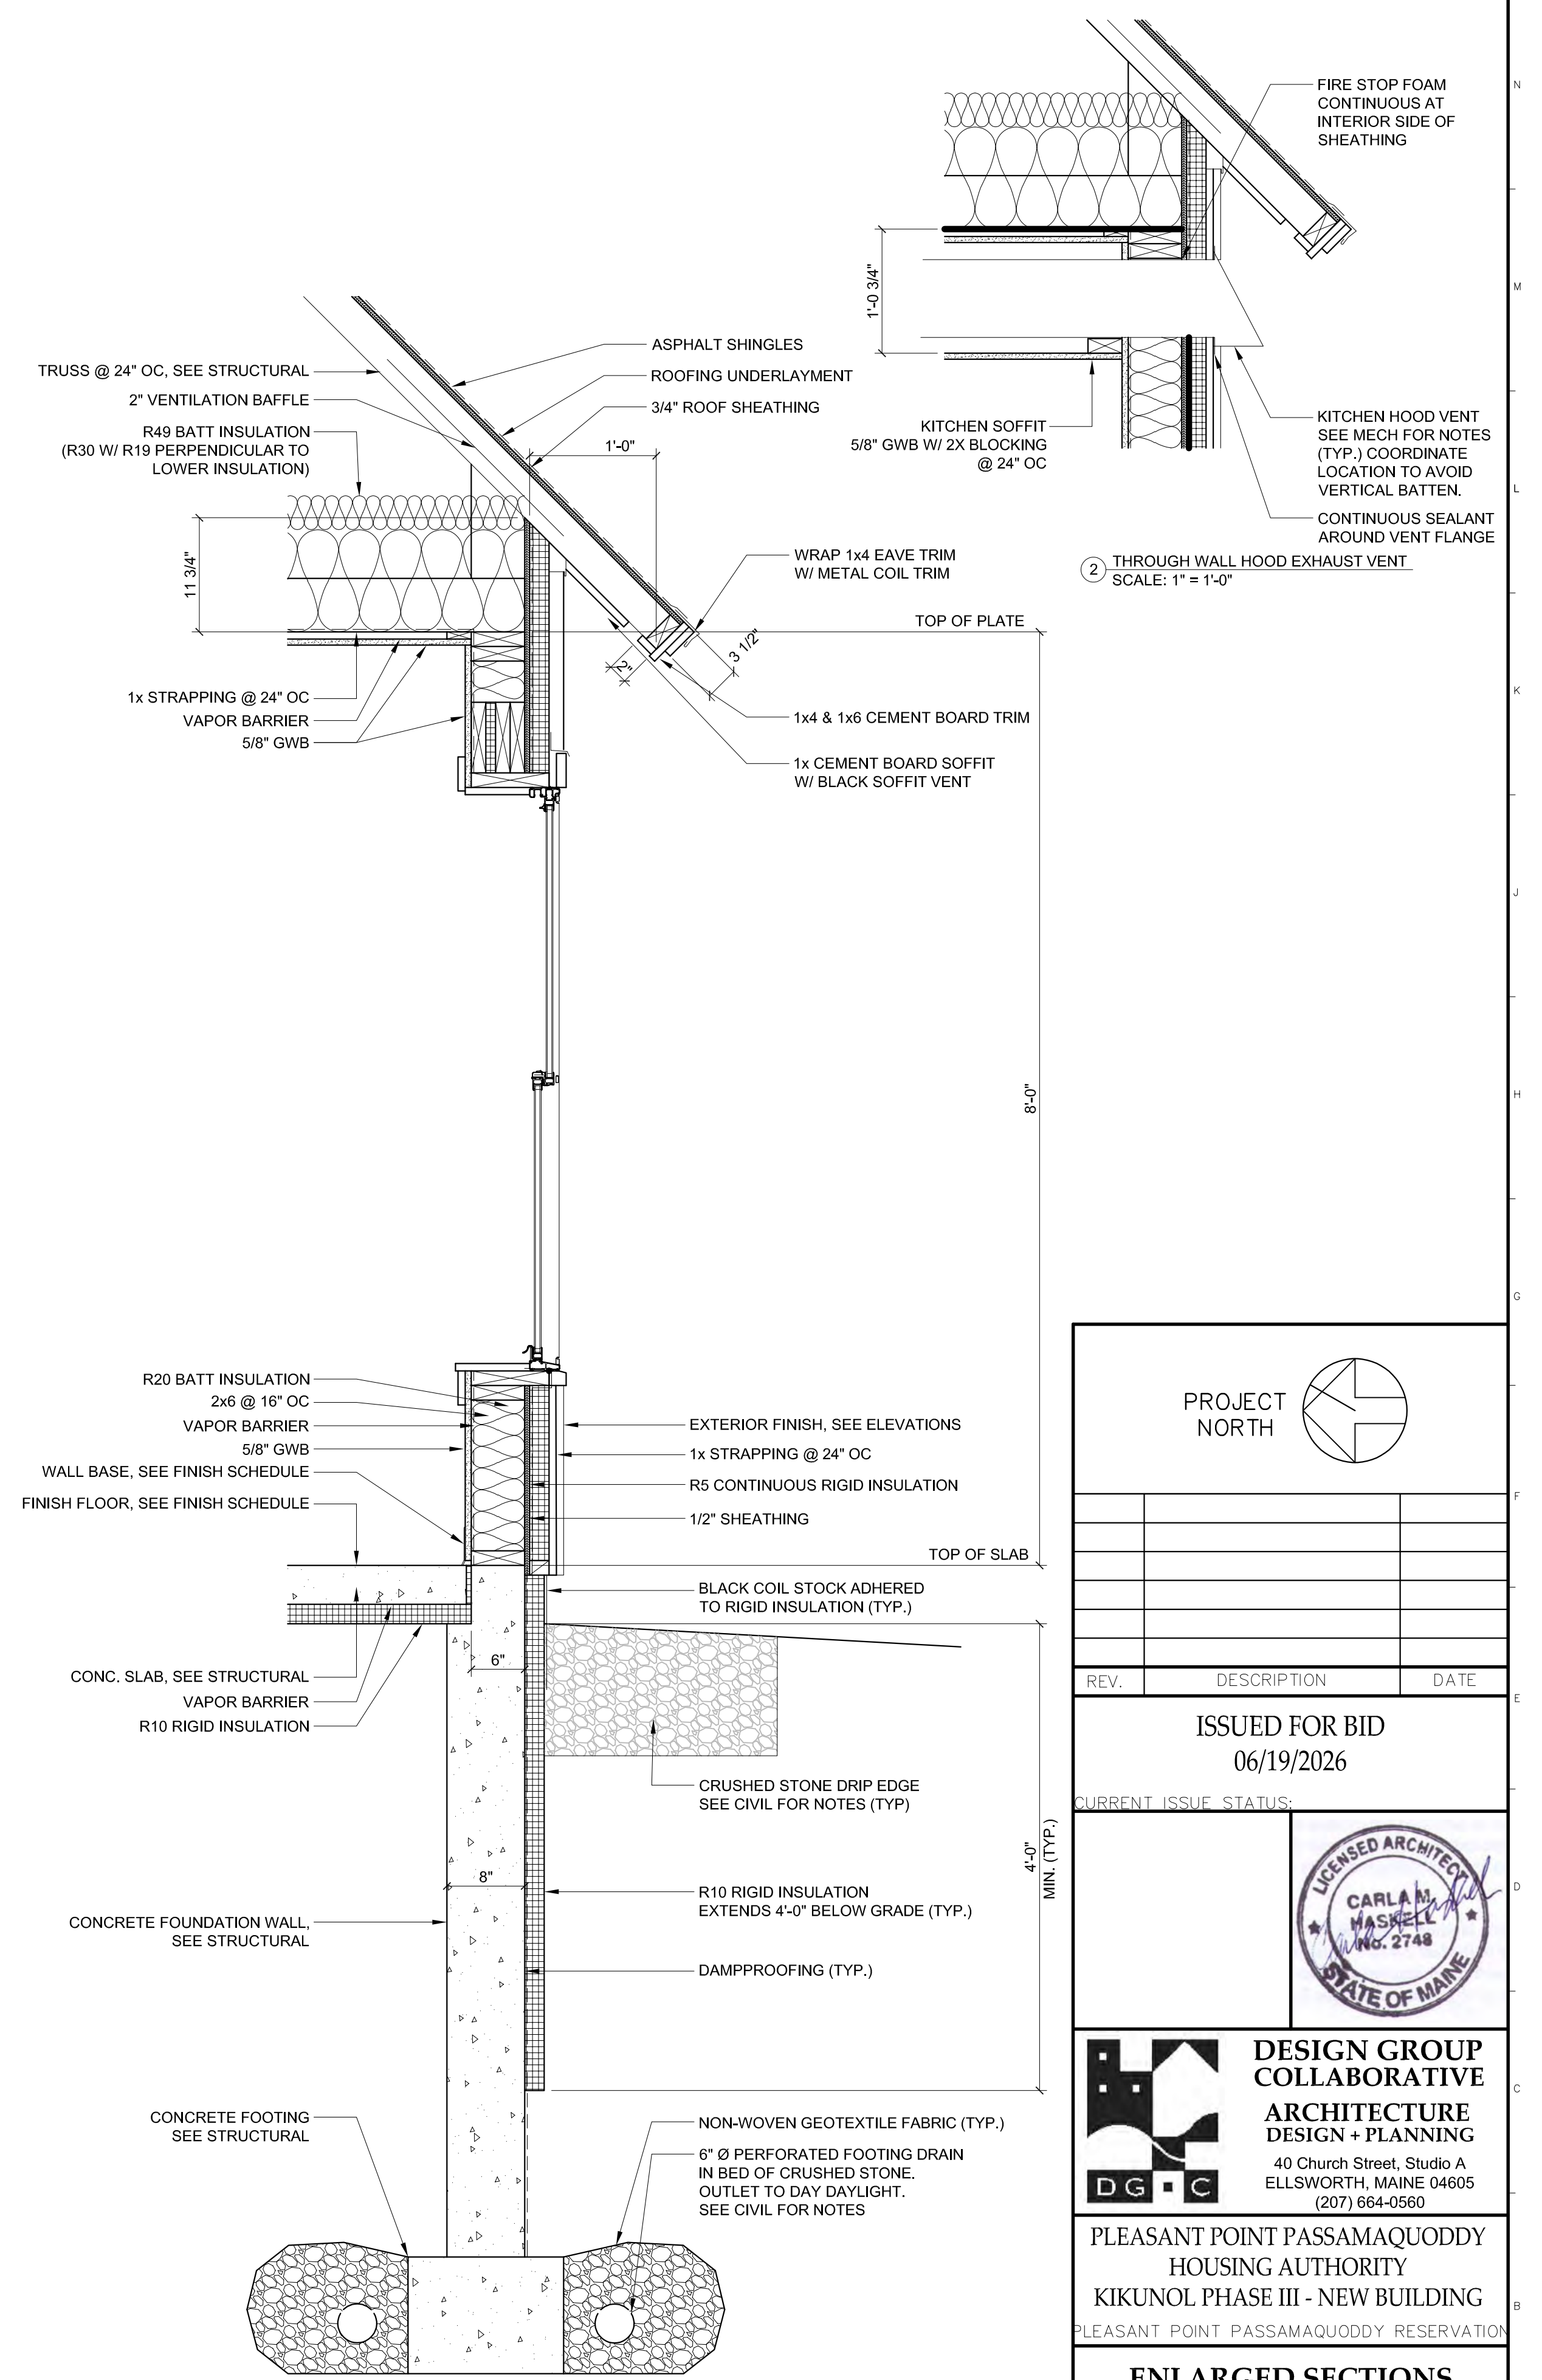 N
FIRE STOP FOAM
CONTINUOUS AT
INTERIOR SIDE OF
SHEATHING
M
1'-0 3/4"
KITCHEN SOFFIT
5/8" GWB W/ 2X BLOCKING
@ 24" OC
KITCHEN HOOD VENT
SEE MECH FOR NOTES
(TYP.) COORDINATE
LOCATION TO AVOID
VERTICAL BATTEN.
L
CONTINUOUS SEALANT
AROUND VENT FLANGE
2
THROUGH WALL HOOD EXHAUST VENT
SCALE: 1" = 1'-0"
TRUSS @ 24" OC, SEE STRUCTURAL
2" VENTILATION BAFFLE
R49 BATT INSULATION
(R30 W/ R19 PERPENDICULAR TO
LOWER INSULATION)
ASPHALT SHINGLES
ROOFING UNDERLAYMENT
3/4" ROOF SHEATHING
1'-0"
11 3/4"
WRAP 1x4 EAVE TRIM
W/ METAL COIL TRIM
TOP OF PLATE
3 1/2"
2"
K
1x STRAPPING @ 24" OC
VAPOR BARRIER
5/8" GWB
1x4 & 1x6 CEMENT BOARD TRIM
1x CEMENT BOARD SOFFIT
W/ BLACK SOFFIT VENT
J
8'-0"
H
G
R20 BATT INSULATION
2x6 @ 16" OC
VAPOR BARRIER
5/8" GWB
WALL BASE, SEE FINISH SCHEDULE
FINISH FLOOR, SEE FINISH SCHEDULE
EXTERIOR FINISH, SEE ELEVATIONS
1x STRAPPING @ 24" OC
R5 CONTINUOUS RIGID INSULATION
1/2" SHEATHING
TOP OF SLAB
BLACK COIL STOCK ADHERED
TO RIGID INSULATION (TYP.)
6"
CONC. SLAB, SEE STRUCTURAL
VAPOR BARRIER
R10 RIGID INSULATION
CRUSHED STONE DRIP EDGE
SEE CIVIL FOR NOTES (TYP)
4'-0"
MIN. (TYP.)
8"
R10 RIGID INSULATION
EXTENDS 4'-0" BELOW GRADE (TYP.)
CONCRETE FOUNDATION WALL,
SEE STRUCTURAL
DAMPPROOFING (TYP.)
CONCRETE FOOTING
SEE STRUCTURAL
NON-WOVEN GEOTEXTILE FABRIC (TYP.)
6" Ø PERFORATED FOOTING DRAIN
IN BED OF CRUSHED STONE.
OUTLET TO DAY DAYLIGHT.
SEE CIVIL FOR NOTES
PROJECT
NORTH
F
REV. DESCRIPTION DATE
E
ISSUED FOR BID
06/19/2026
CURRENT ISSUE STATUS:
LICENSED ARCHITECT
CARLA M.
HASKELL
No. 2748
STATE OF MAINE
D
DG C
DESIGN GROUP
COLLABORATIVE
ARCHITECTURE
DESIGN + PLANNING
40 Church Street, Studio A
ELLSWORTH, MAINE 04605
(207) 664-0560
C
PLEASANT POINT PASSAMAQUODDY
HOUSING AUTHORITY
KIKUNOL PHASE III - NEW BUILDING
B
PLEASANT POINT PASSAMAQUODDY RESERVATION
ENLARGED SECTIONS